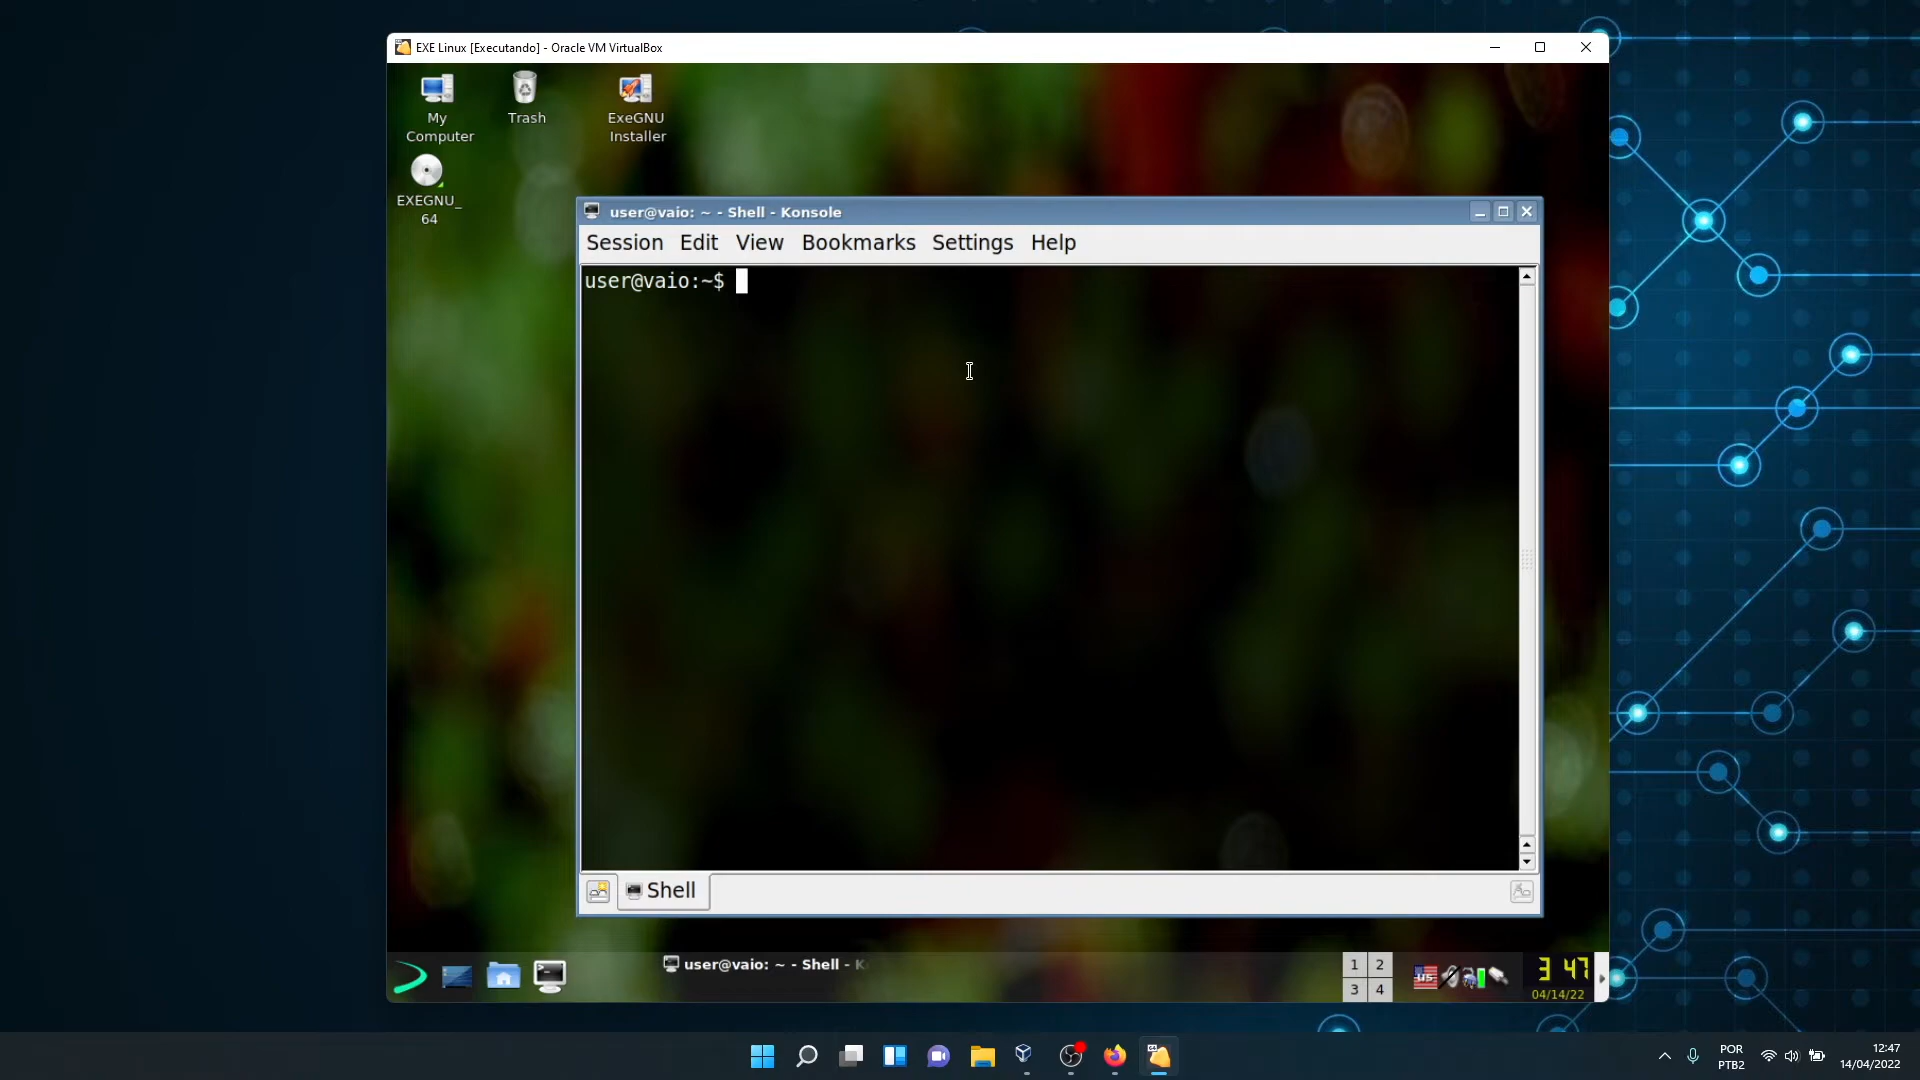 EXE Linux [Executando] - Oracle VM VirtualBox
My
Computer
Trash
ExeGNU
Installer
EXEGNU_
64
user@vaio: ~ - Shell - Konsole
Session Edit View Bookmarks Settings Help
user@vaio:~$
Shell
user@vaio: ~ - Shell - K
1 2
3 4
us
3 47
04/14/22
POR
PTB2
12:47
14/04/2022